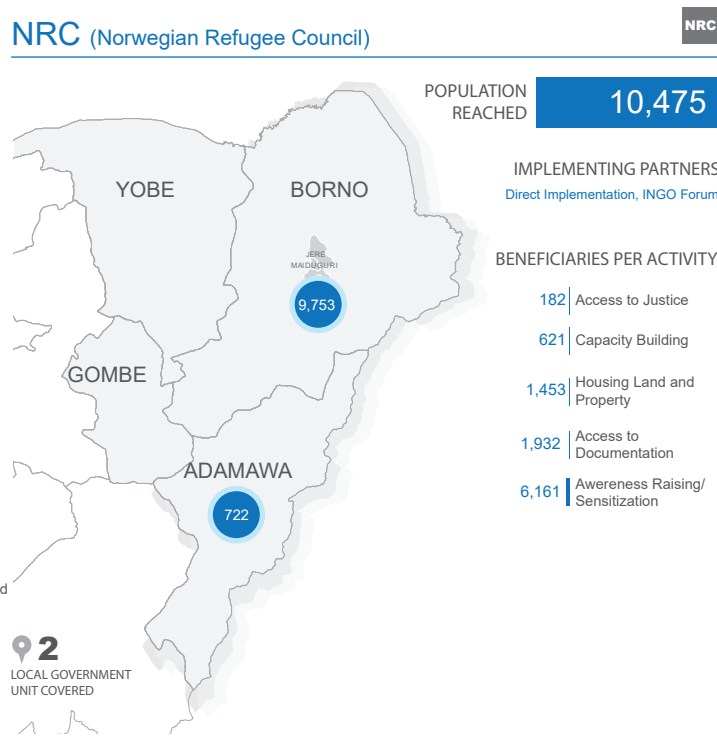 NRC (Norwegian Refugee Council)
NRC
POPULATION
REACHED
10,475
IMPLEMENTING PARTNERS
Direct Implementation, INGO Forum
YOBE
BORNO
JERE
MAIDUGURI
9,753
BENEFICIARIES PER ACTIVITY
182 Access to Justice
621 Capacity Building
1,453 Housing Land and
Property
1,932 Access to
Documentation
6,161 Awereness Raising/
Sensitization
GOMBE
ADAMAWA
722
d
2
LOCAL GOVERNMENT
UNIT COVERED